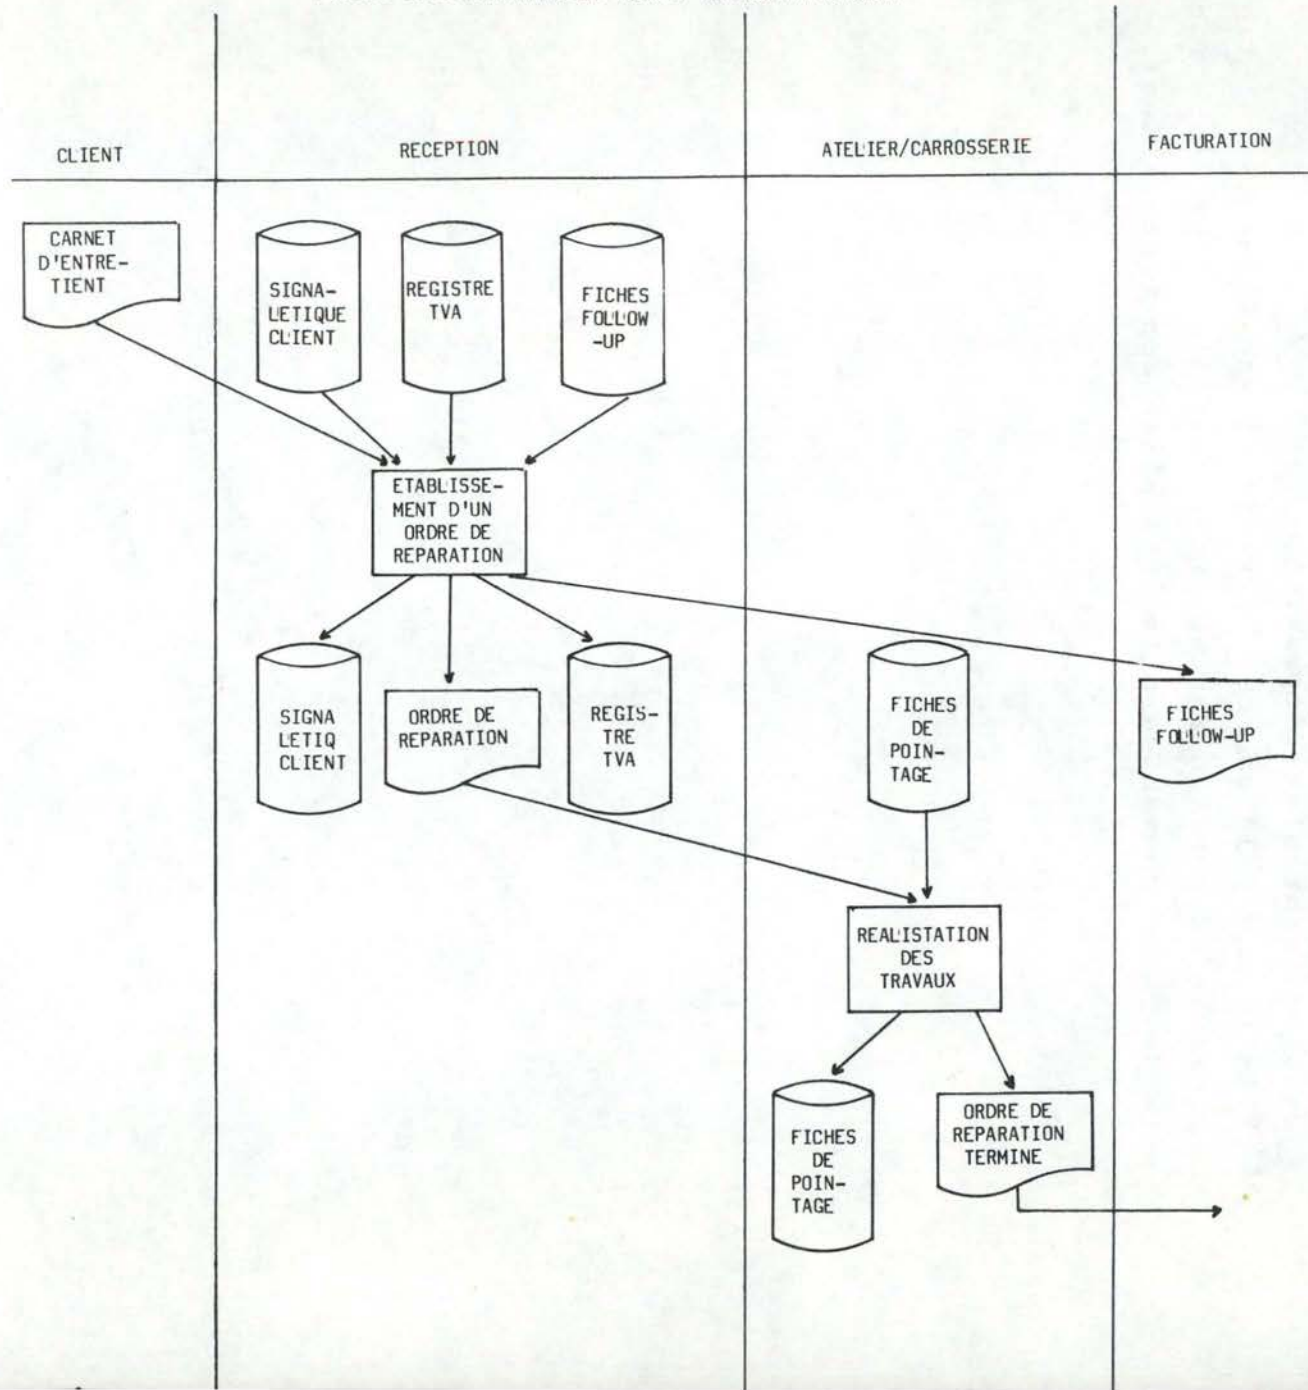 CLIENT
RECEPTION
ATELIER/CARROSSERIE
FACTURATION
CARNET
D'ENTRE-
TIENT
SIGNA-
LETIQUE
CLIENT
REGISTRE
TVA
FICHES
FOLLOW
-UP
ETABLISSE-
MENT D'UN
ORDRE DE
REPARATION
SIGNA
LETIQ
CLIENT
ORDRE DE
REPARATION
REGIS-
TRE
TVA
FICHES
DE
POIN-
TAGE
FICHES
FOLLOW-UP
REALISTATION
DES
TRAVAUX
FICHES
DE
POIN-
TAGE
ORDRE DE
REPARATION
TERMINE